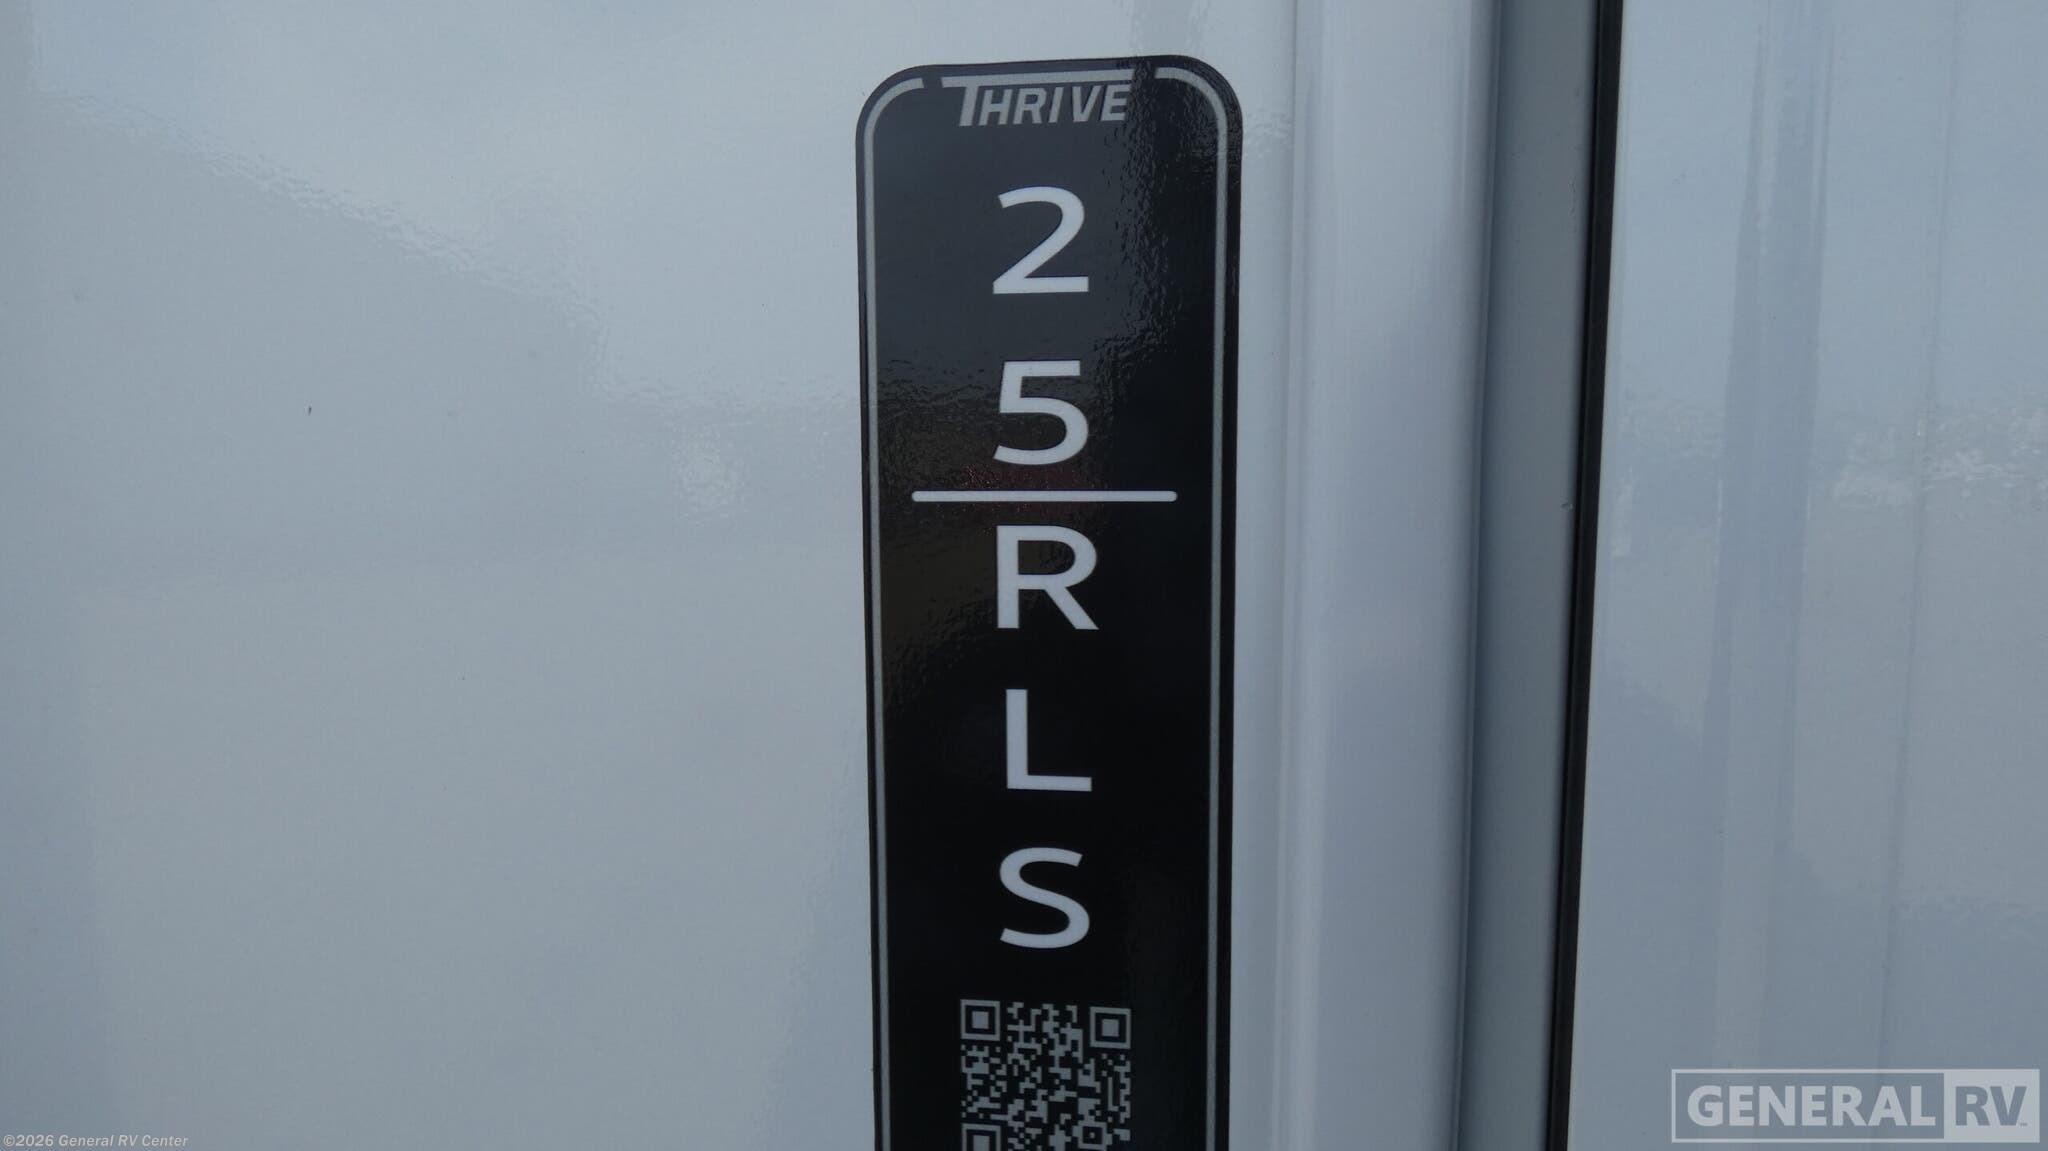 THRIVE
2
5
R
L
S
GENERAL RV
©2026 General RV Center